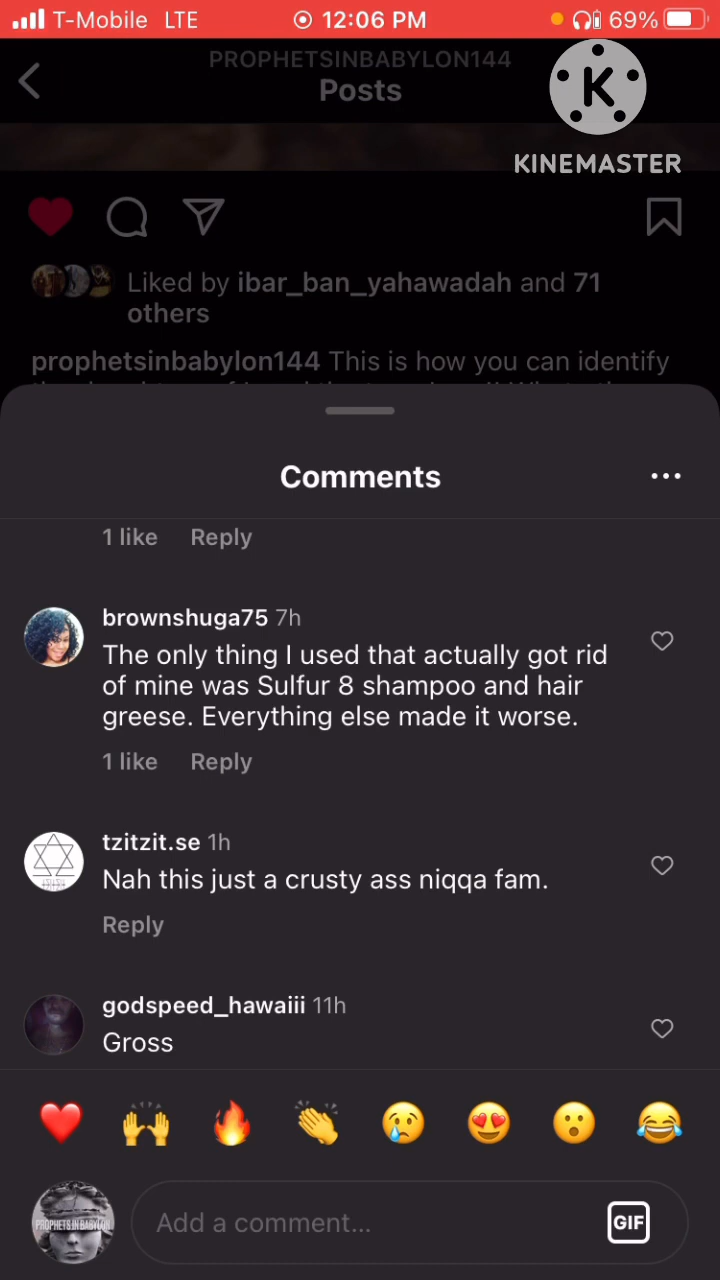 T-Mobile LTE 12:06 PM 69%
PROPHETSINBABYLON144
Posts
K
KINEMASTER
Liked by ibar_ban_yahawadah and 71
others
prophetsinbabylon144 This is how you can identify
Comments
1 like Reply
brownshuga75 7h
The only thing I used that actually got rid
of mine was Sulfur 8 shampoo and hair
greese. Everything else made it worse.
1 like Reply
tzitzit.se 1h
Nah this just a crusty ass niqqa fam.
Reply
godspeed_hawaiii 11h
Gross
PROPHETS IN BABYLON
Add a comment...
GIF